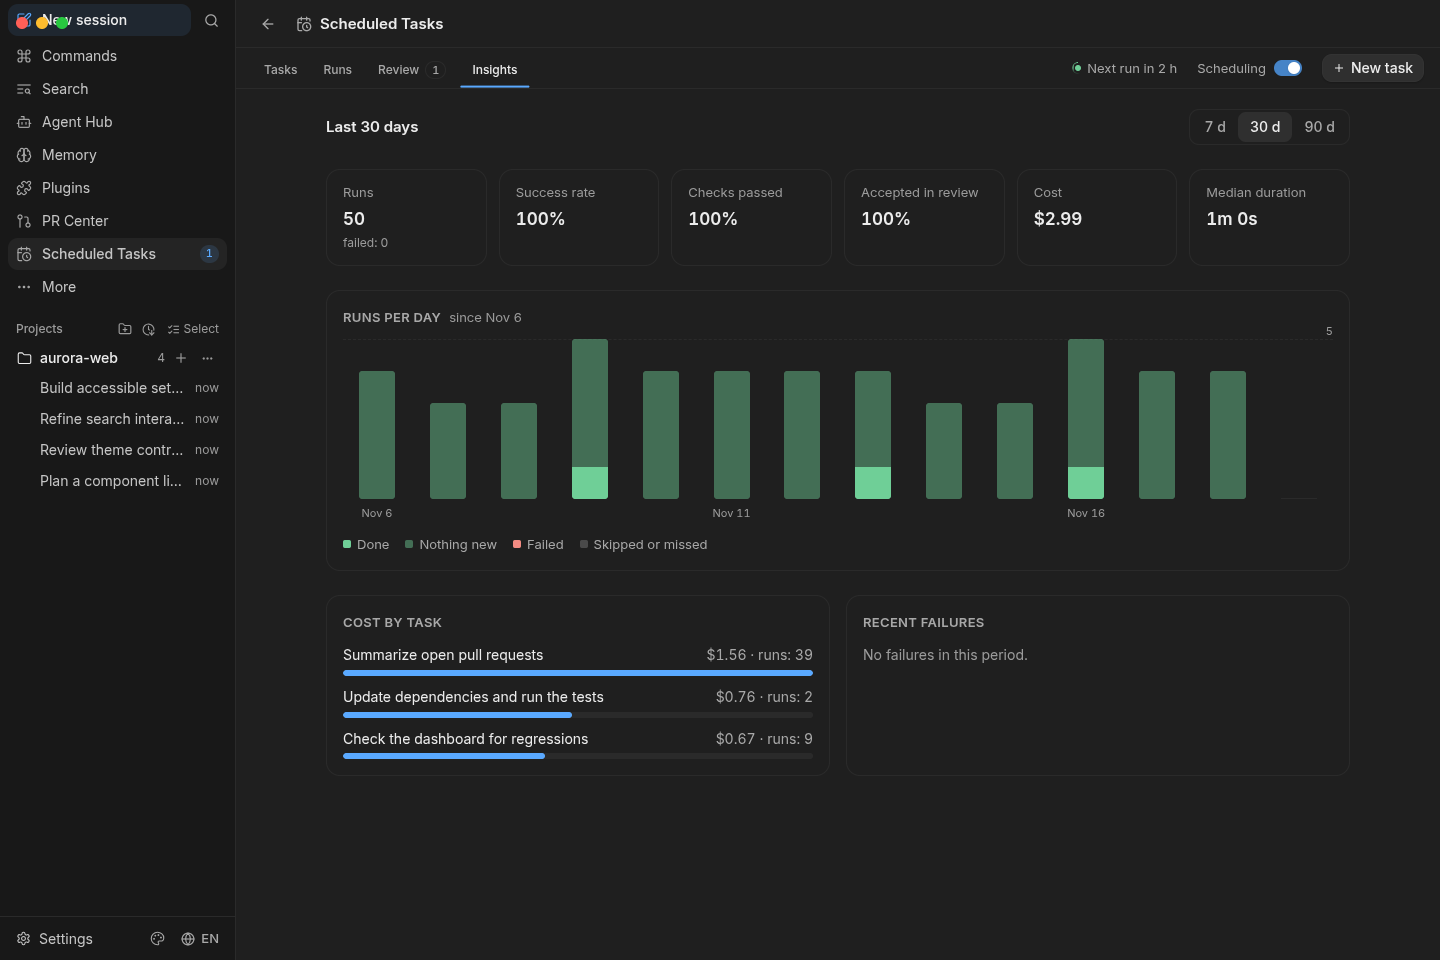 New session
Commands
Search
Agent Hub
Memory
Plugins
PR Center
Scheduled Tasks 1
More
Projects Select
aurora-web 4
Build accessible set... now
Refine search intera... now
Review theme contr... now
Plan a component li... now
Settings EN
Scheduled Tasks
Tasks Runs Review 1 Insights
Next run in 2 h Scheduling + New task
Last 30 days
7 d 30 d 90 d
Runs
50
failed: 0
Success rate
100%
Checks passed
100%
Accepted in review
100%
Cost
$2.99
Median duration
1m 0s
RUNS PER DAY since Nov 6
5
Nov 6 Nov 11 Nov 16
Done Nothing new Failed Skipped or missed
COST BY TASK
Summarize open pull requests $1.56 · runs: 39
Update dependencies and run the tests $0.76 · runs: 2
Check the dashboard for regressions $0.67 · runs: 9
RECENT FAILURES
No failures in this period.